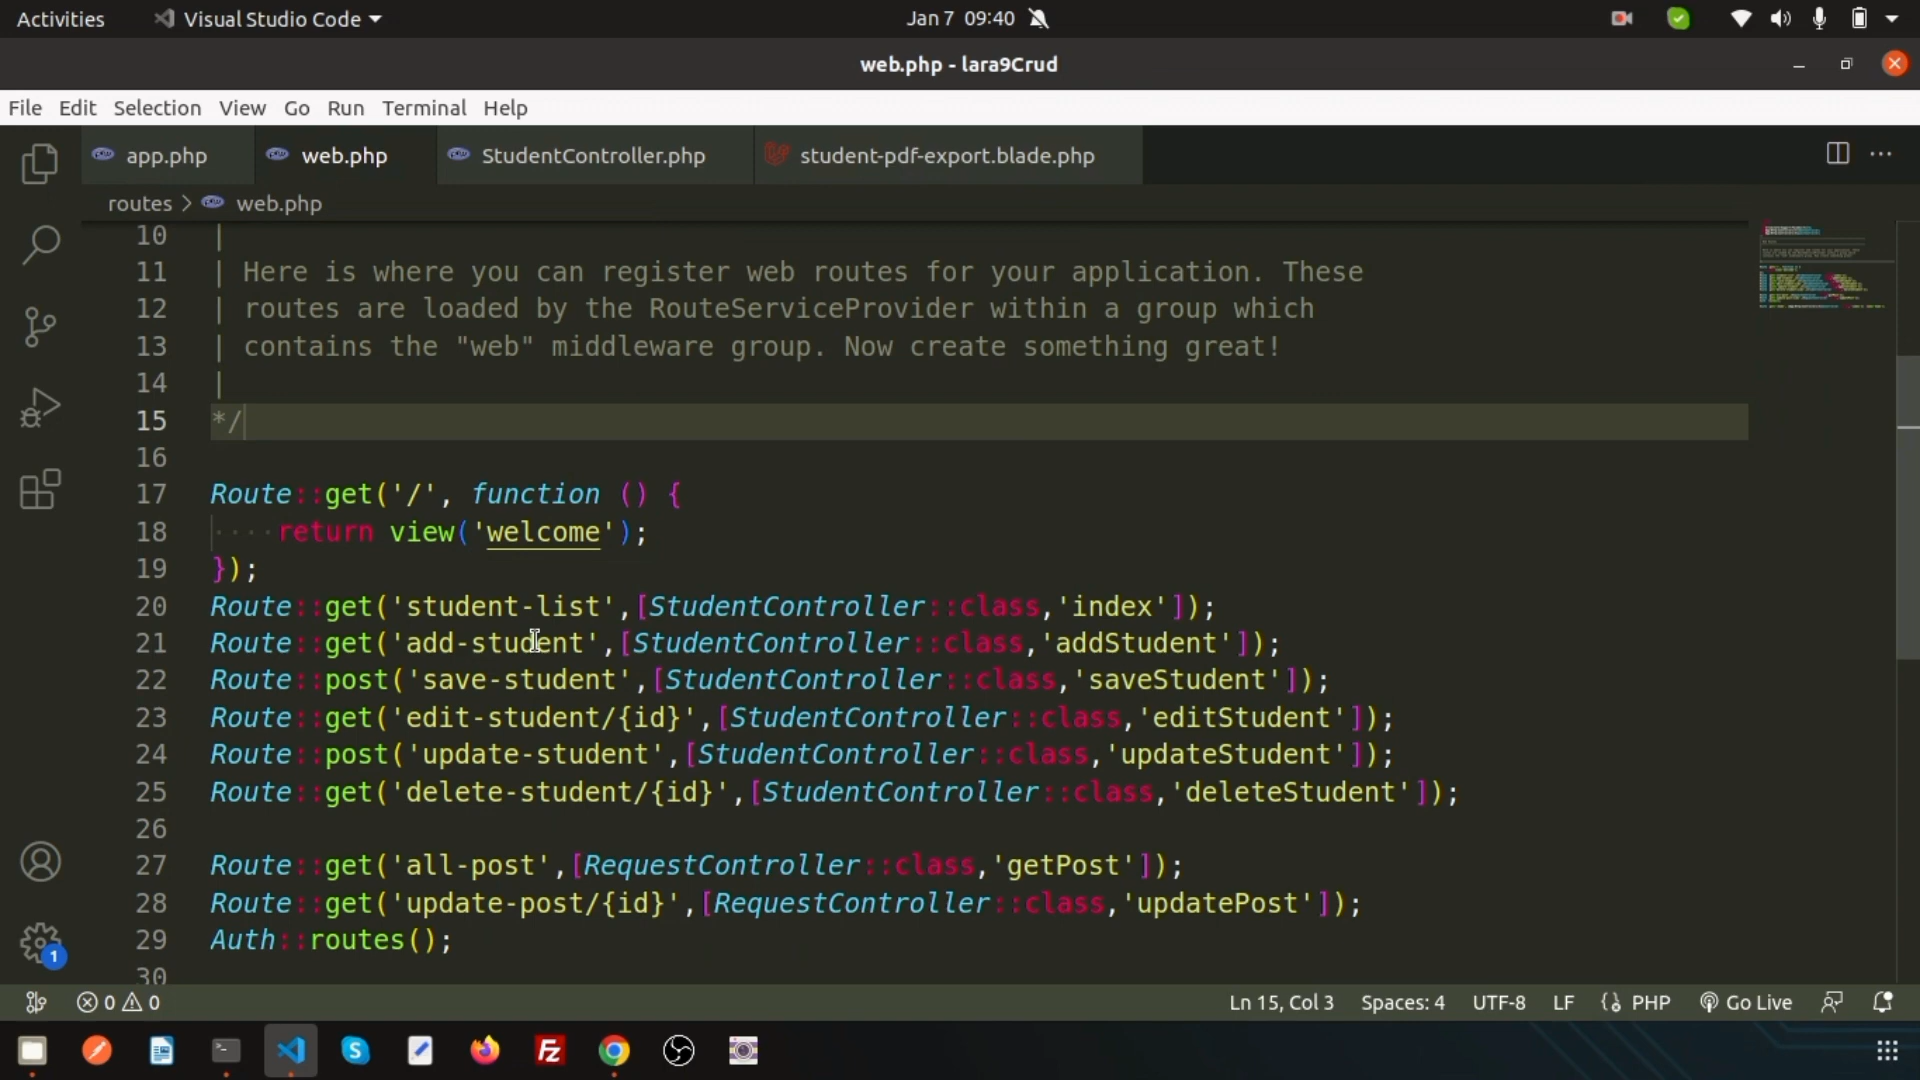 Activities
Visual Studio Code
Jan 7 09:40
web.php - lara9Crud
File Edit Selection View Go Run Terminal Help
app.php
web.php
StudentController.php
student-pdf-export.blade.php
routes > web.php
10 |
11 | Here is where you can register web routes for your application. These
12 | routes are loaded by the RouteServiceProvider within a group which
13 | contains the "web" middleware group. Now create something great!
14 |
15 */
16
17 Route::get('/', function () {
18 ····return view('welcome');
19 });
20 Route::get('student-list',[StudentController::class,'index']);
21 Route::get('add-student',[StudentController::class,'addStudent']);
22 Route::post('save-student',[StudentController::class,'saveStudent']);
23 Route::get('edit-student/{id}',[StudentController::class,'editStudent']);
24 Route::post('update-student',[StudentController::class,'updateStudent']);
25 Route::get('delete-student/{id}',[StudentController::class,'deleteStudent']);
26
27 Route::get('all-post',[RequestController::class,'getPost']);
28 Route::get('update-post/{id}',[RequestController::class,'updatePost']);
29 Auth::routes();
30
1
0 0 Ln 15, Col 3 Spaces: 4 UTF-8 LF PHP Go Live